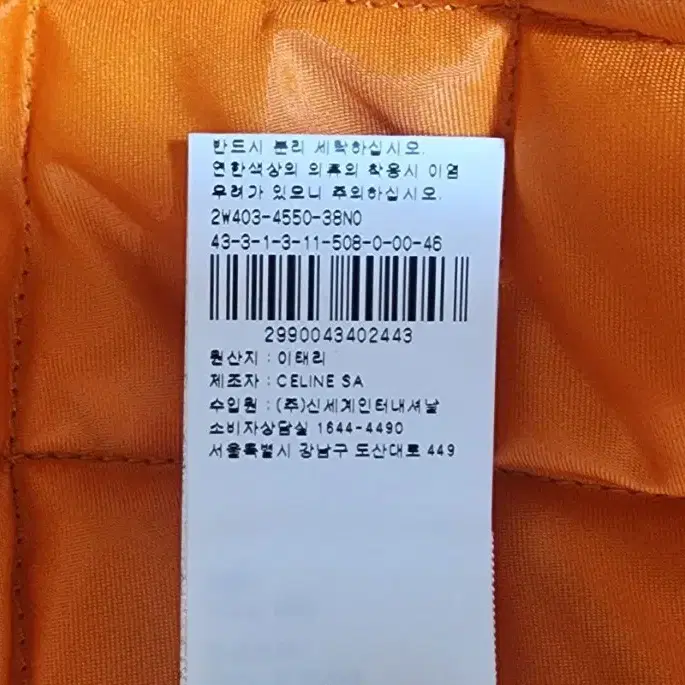 반드시 분리 세탁하십시오.
연한색상의 의류의 착용시 이염
우려가 있으니 주의하십시오.
2W403-4550-38N0
43-3-1-3-11-508-0-00-46
2990043402443
원산지 : 이태리
제조자 : CELINE SA
수입원 : (주)신세계인터내셔날
소비자상담실 1644-4490
서울특별시 강남구 도산대로 449